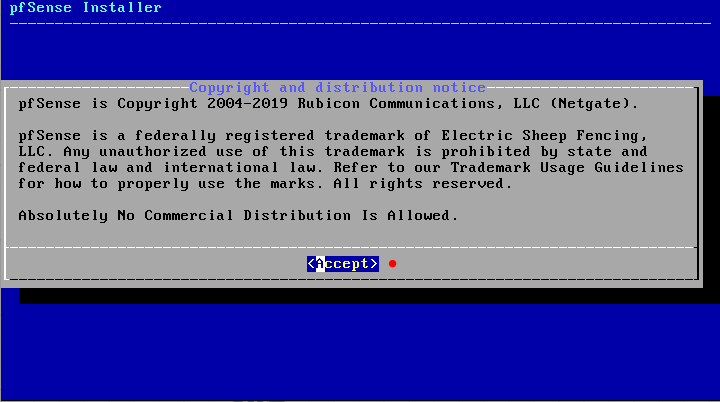 pfSense Installer
Copyright and distribution notice
pfSense is Copyright 2004-2019 Rubicon Communications, LLC (Netgate).
pfSense is a federally registered trademark of Electric Sheep Fencing,
LLC. Any unauthorized use of this trademark is prohibited by state and
federal law and international law. Refer to our Trademark Usage Guidelines
for how to properly use the marks. All rights reserved.
Absolutely No Commercial Distribution Is Allowed.
<Accept>